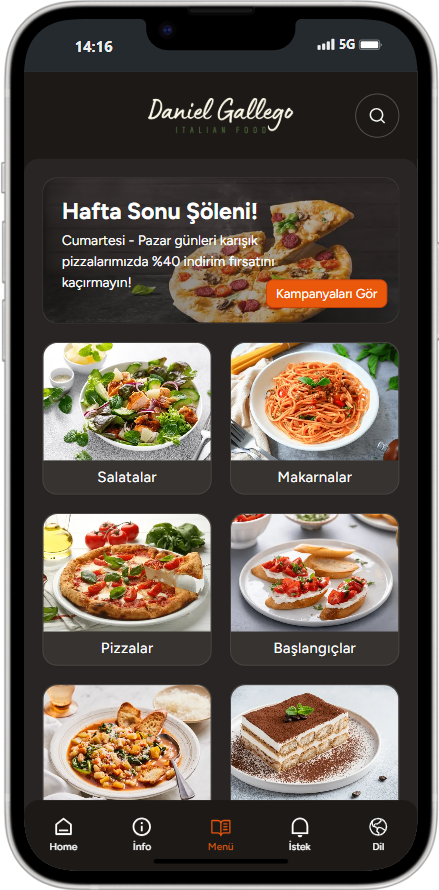 14:16
5G
Daniel Gallego
ITALIAN FOOD
Hafta Sonu Şöleni!
Cumartesi - Pazar günleri karışık
pizzalarımızda %40 indirim fırsatını
kaçırmayın!
Kampanyaları Gör
Salatalar
Makarnalar
Pizzalar
Başlangıçlar
Home
İnfo
Menü
İstek
Dil